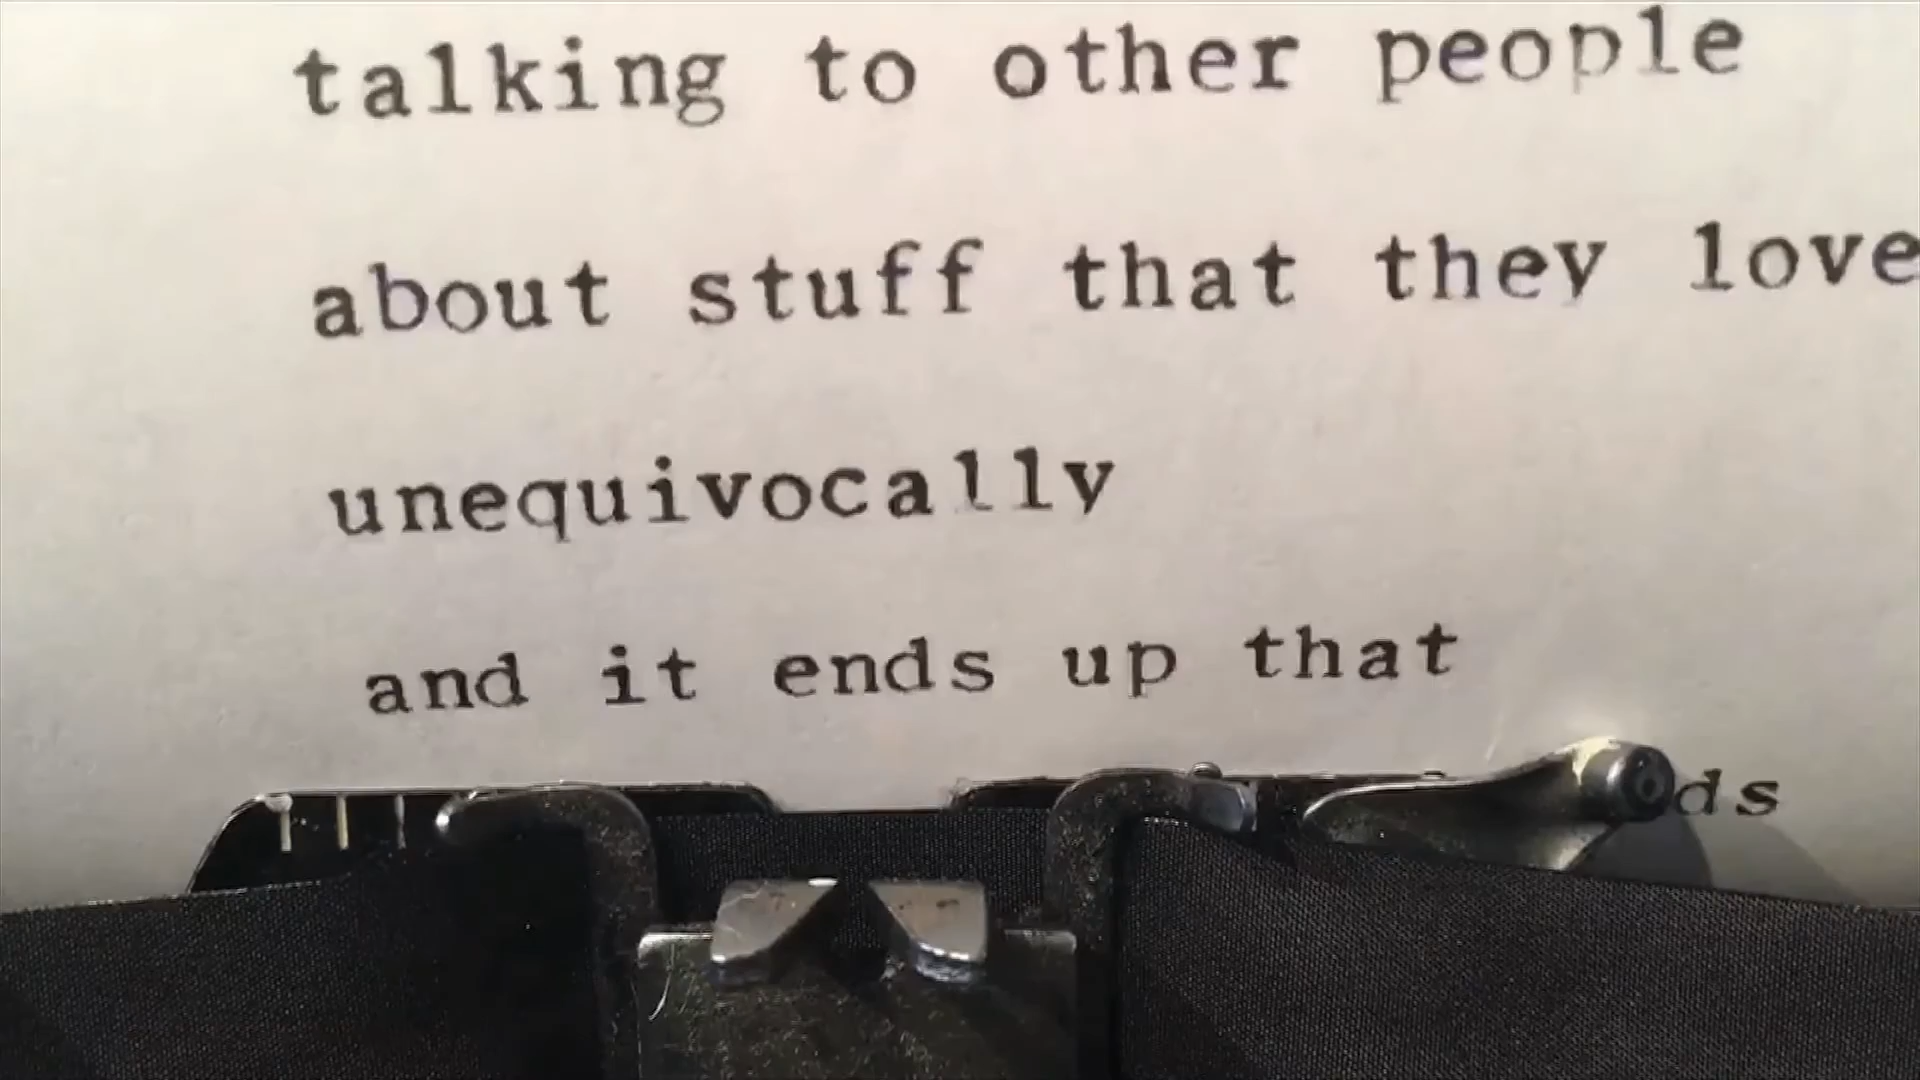 talking to other people
about stuff that they love
unequivocally
and it ends up that